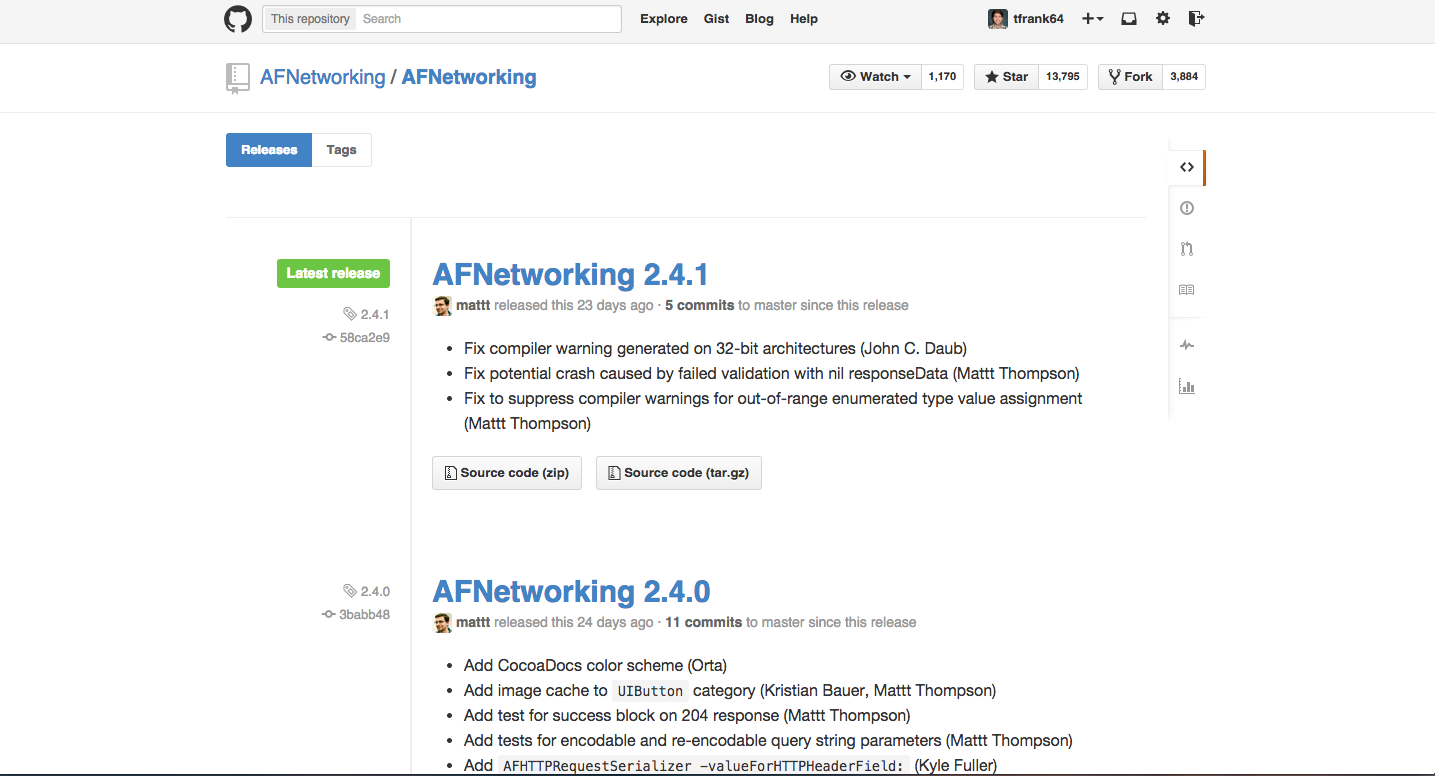 This repository Search Explore Gist Blog Help tfrank64
AFNetworking / AFNetworking Watch 1,170 Star 13,795 Fork 3,884
Releases Tags
Latest release
2.4.1
58ca2e9
AFNetworking 2.4.1
mattt released this 23 days ago · 5 commits to master since this release
• Fix compiler warning generated on 32-bit architectures (John C. Daub)
• Fix potential crash caused by failed validation with nil responseData (Mattt Thompson)
• Fix to suppress compiler warnings for out-of-range enumerated type value assignment
(Mattt Thompson)
Source code (zip) Source code (tar.gz)
2.4.0
3babb48
AFNetworking 2.4.0
mattt released this 24 days ago · 11 commits to master since this release
• Add CocoaDocs color scheme (Orta)
• Add image cache to UIButton category (Kristian Bauer, Mattt Thompson)
• Add test for success block on 204 response (Mattt Thompson)
• Add tests for encodable and re-encodable query string parameters (Mattt Thompson)
• Add AFHTTPRequestSerializer -valueForHTTPHeaderField: (Kyle Fuller)